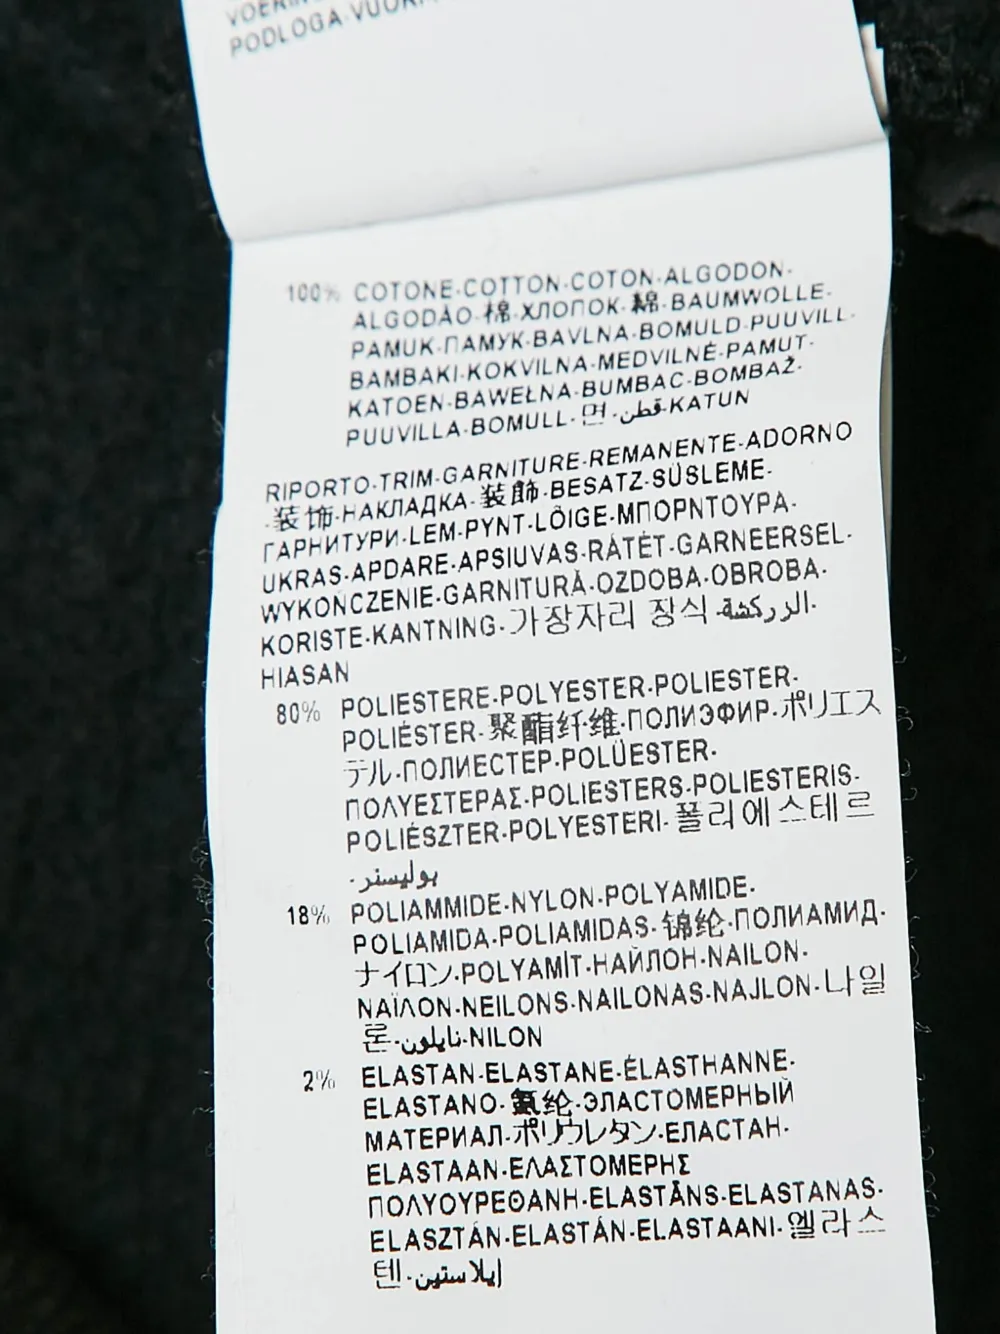 PODLOGA·VUORI
100% COTONE·COTTON·COTON·ALGODON·
ALGODÃO·棉·ХЛОПОК·綿·BAUMWOLLE·
PAMUK·ПАМУК·BAVLNA·BOMULD·PUUVILL·
BAMBAKI·KOKVILNA·MEDVILNĖ·PAMUT·
KATOEN·BAWEŁNA·BUMBAC·BOMBAŽ·
PUUVILLA·BOMULL·면·قطن·KATUN
RIPORTO·TRIM·GARNITURE·REMANENTE·ADORNO
·装饰·НАКЛАДКА·装飾·BESATZ·SÜSLEME·
ГАРНИТУРИ·LEM·PYNT·LÕIGE·ΜΠΟΡΝΤΟΥΡΑ·
UKRAS·APDARE·APSIUVAS·RÁTÉT·GARNEERSEL·
WYKOŃCZENIE·GARNITURĂ·OZDOBA·OBROBA·
KORISTE·KANTNING·가장자리 장식·الزركشة·
HIASAN
80% POLIESTERE·POLYESTER·POLIESTER·
POLIÉSTER·聚酯纤维·ПОЛИЭФИР·ポリエス
テル·ПОЛИЕСТЕР·POLÜESTER·
ΠΟΛΥΕΣΤΕΡΑΣ·POLIESTERS·POLIESTERIS·
POLIÉSZTER·POLYESTERI·폴리에스테르
·بوليستر
18% POLIAMMIDE·NYLON·POLYAMIDE·
POLIAMIDA·POLIAMIDAS·锦纶·ПОЛИАМИД·
ナイロン·POLYAMİT·НАЙЛОН·NAILON·
ΝΑΪΛΟΝ·NEILONS·NAILONAS·NAJLON·나일
론·نايلون·NILON
2% ELASTAN·ELASTANE·ÉLASTHANNE·
ELASTANO·氨纶·ЭЛАСТОМЕРНЫЙ
МАТЕРИАЛ·ポリウレタン·ЕЛАСТАН·
ELASTAAN·ΕΛΑΣΤΟΜΕΡΗΣ
ΠΟΛΥΟΥΡΕΘΑΝΗ·ELASTĀNS·ELASTANAS·
ELASZTÁN·ELASTÁN·ELASTAANI·엘라스
텐·إيلاستين